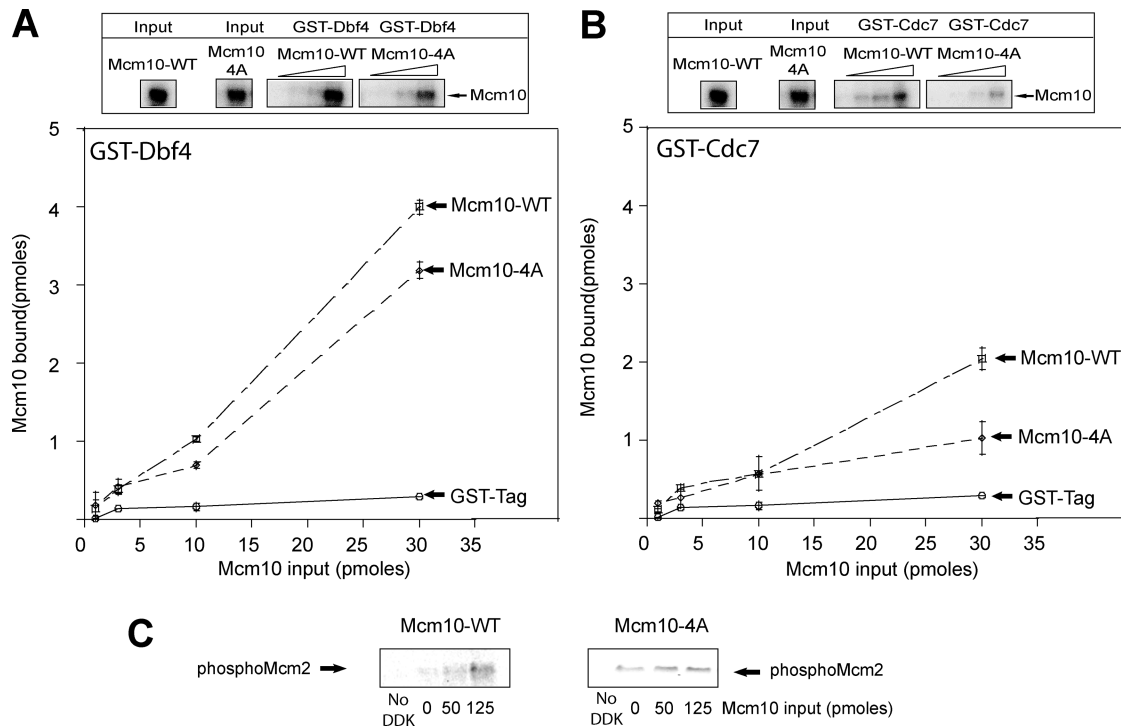 A
Input Input GST-Dbf4 GST-Dbf4
Mcm10-WT Mcm10 4A Mcm10-WT Mcm10-4A
Mcm10
5
GST-Dbf4
4
Mcm10-WT
Mcm10-4A
3
2
1
GST-Tag
Mcm10 bound(pmoles)
0 5 10 15 20 25 30 35
Mcm10 input (pmoles)
B
Input Input GST-Cdc7 GST-Cdc7
Mcm10-WT Mcm10 4A Mcm10-WT Mcm10-4A
Mcm10
5
GST-Cdc7
4
3
2
Mcm10-WT
1
Mcm10-4A
GST-Tag
Mcm10 bound(pmoles)
0 5 10 15 20 25 30 35
Mcm10 input (pmoles)
C
Mcm10-WT
Mcm10-4A
phosphoMcm2
phosphoMcm2
No DDK 0 50 125
No DDK 0 50 125
Mcm10 input (pmoles)